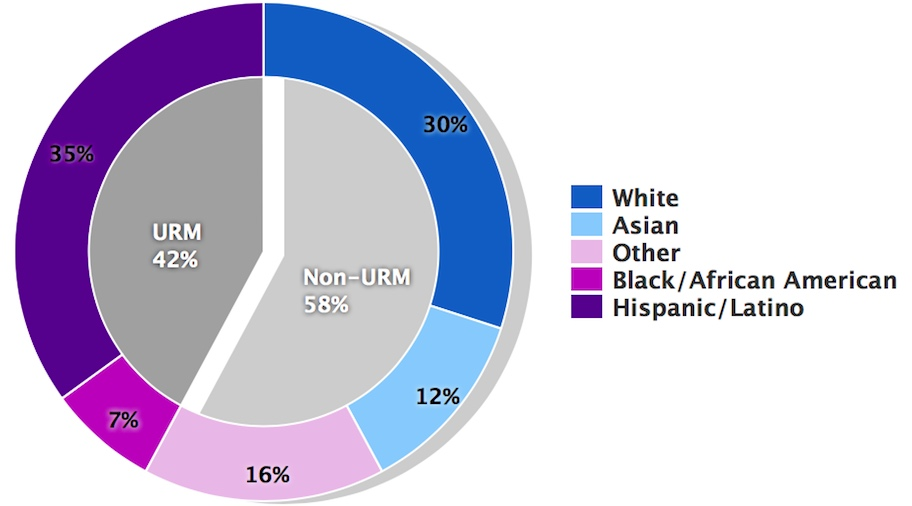 30%
35%
URM
42%
Non-URM
58%
12%
7%
16%
White
Asian
Other
Black/African American
Hispanic/Latino